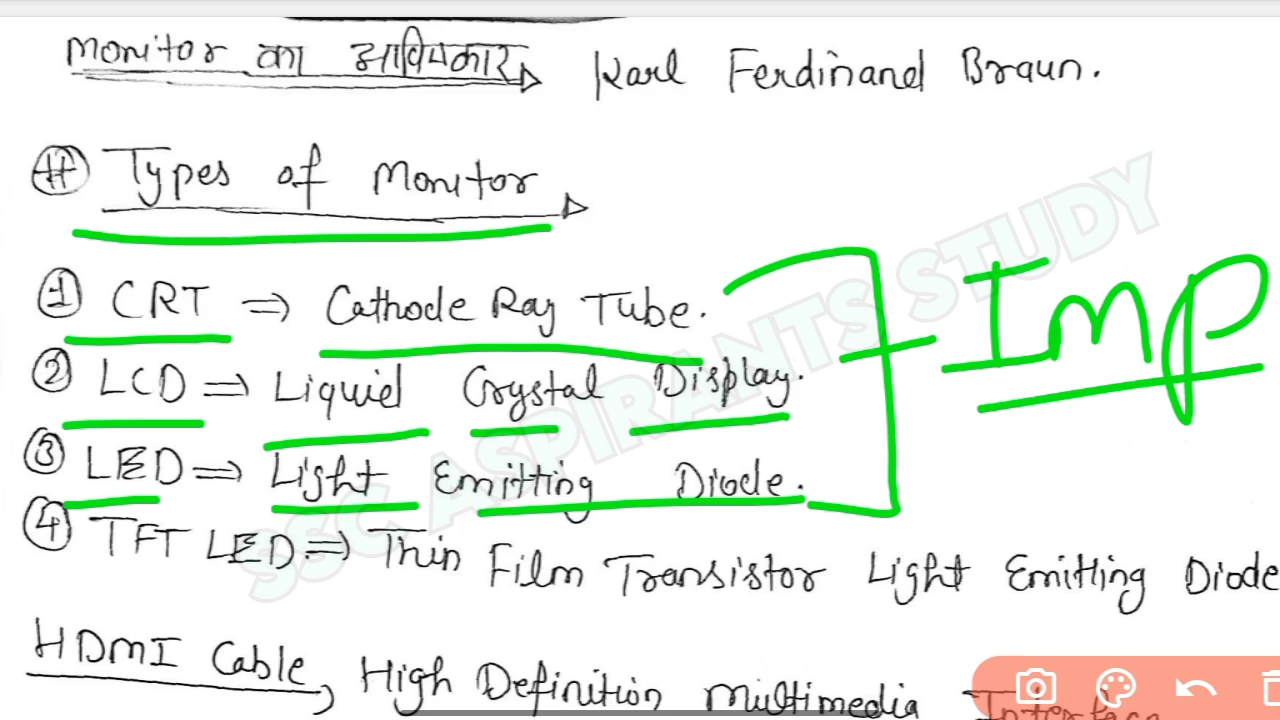 Monitor का आविष्कार Karl Ferdinand Braun.
# Types of Monitor
① CRT ⇒ Cathode Ray Tube.
② LCD ⇒ Liquid Crystal Display.
③ LED ⇒ Light Emitting Diode.
④ TFT LED ⇒ Thin Film Transistor Light Emitting Diode
HDMI Cable, High Definition Multimedia Interface
Imp
SSC ASPIRANTS STUDY